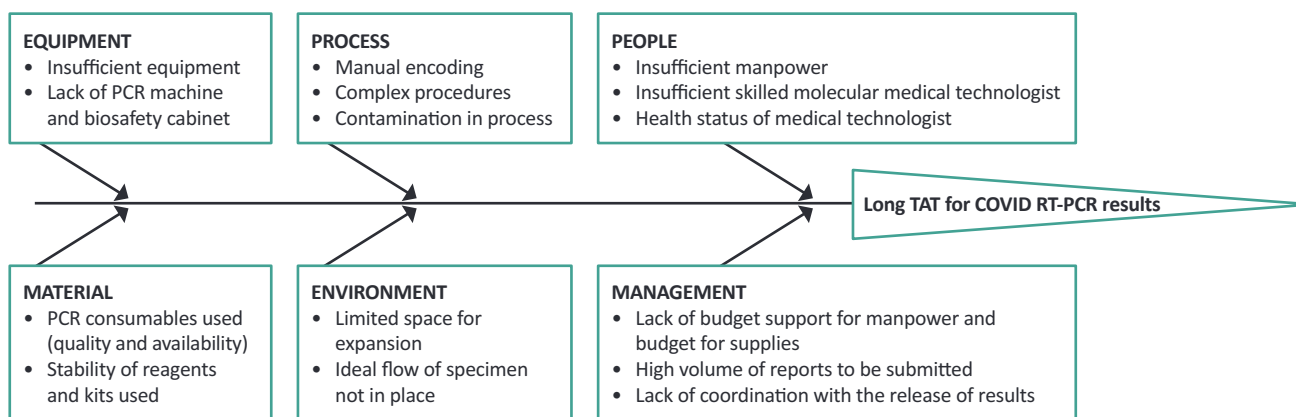 EQUIPMENT
• Insufficient equipment
• Lack of PCR machine
and biosafety cabinet
PROCESS
• Manual encoding
• Complex procedures
• Contamination in process
PEOPLE
• Insufficient manpower
• Insufficient skilled molecular medical technologist
• Health status of medical technologist
Long TAT for COVID RT-PCR results
MATERIAL
• PCR consumables used
(quality and availability)
• Stability of reagents
and kits used
ENVIRONMENT
• Limited space for
expansion
• Ideal flow of specimen
not in place
MANAGEMENT
• Lack of budget support for manpower and
budget for supplies
• High volume of reports to be submitted
• Lack of coordination with the release of results